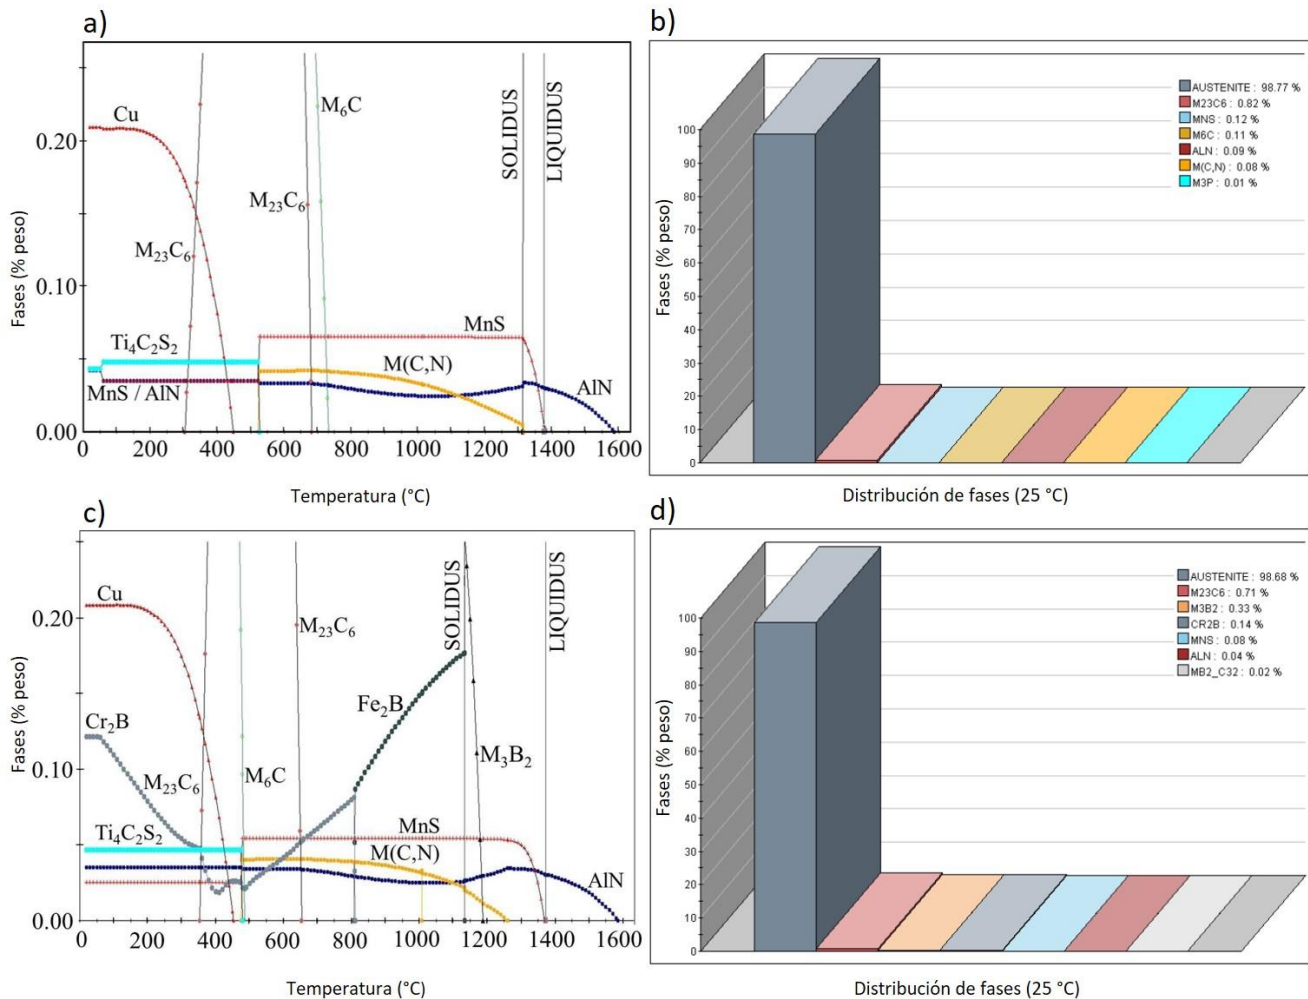 a)
Fases (% peso)
0.20
0.10
0.00
Cu
M₂₃C₆
Ti₄C₂S₂
MnS / AlN
M₂₃C₆
M₆C
SOLIDUS
LIQUIDUS
MnS
M(C,N)
AlN
0 200 400 600 800 1000 1200 1400 1600
Temperatura (°C)
b)
Fases (% peso)
100
90
80
70
60
50
40
30
20
10
0
AUSTENITE : 98.77 %
M23C6 : 0.82 %
MNS : 0.12 %
M6C : 0.11 %
ALN : 0.09 %
M(C,N) : 0.08 %
M3P : 0.01 %
Distribución de fases (25 °C)
c)
Fases (% peso)
0.20
0.10
0.00
Cu
Cr₂B
M₂₃C₆
M₆C
Ti₄C₂S₂
M₂₃C₆
Fe₂B
SOLIDUS
LIQUIDUS
M₃B₂
MnS
M(C,N)
AlN
0 200 400 600 800 1000 1200 1400 1600
Temperatura (°C)
d)
Fases (% peso)
100
90
80
70
60
50
40
30
20
10
0
AUSTENITE : 98.68 %
M23C6 : 0.71 %
M3B2 : 0.33 %
CR2B : 0.14 %
MNS : 0.08 %
ALN : 0.04 %
MB2_C32 : 0.02 %
Distribución de fases (25 °C)